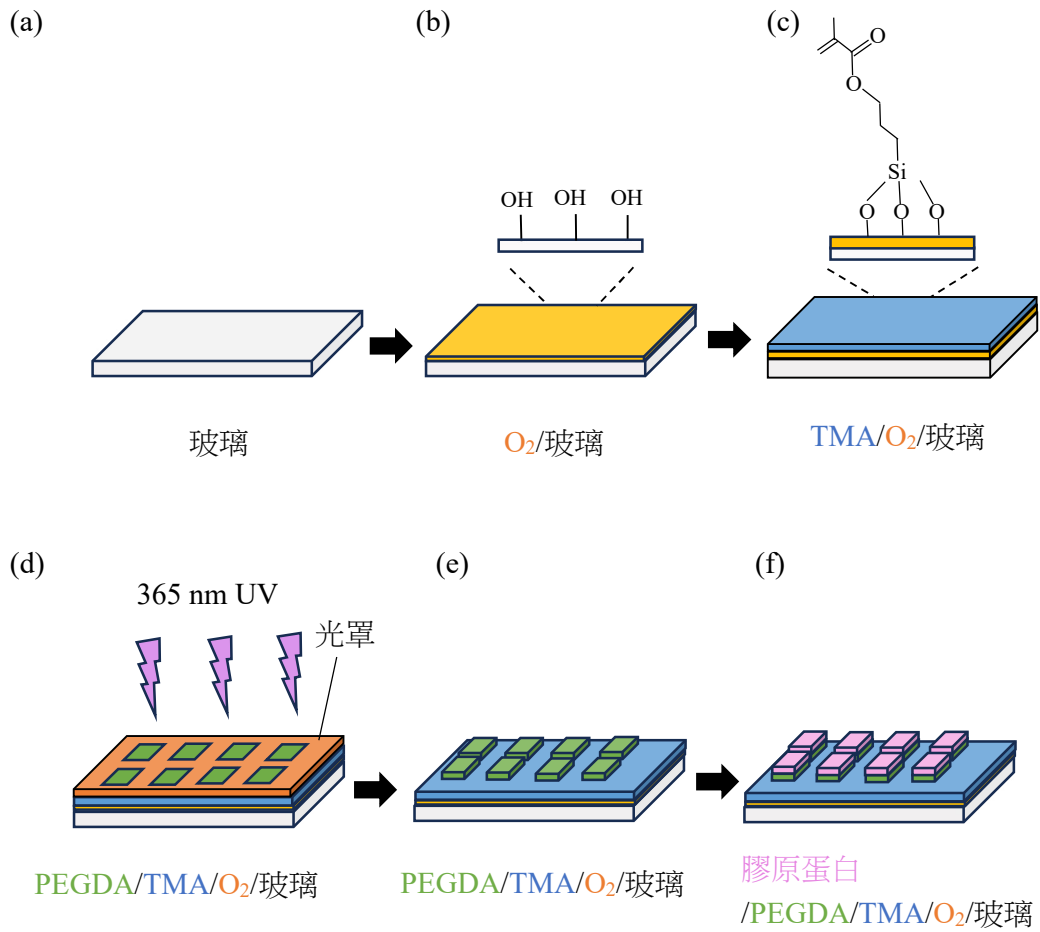 (a)
(b)
(c)
O
O
Si
O
O
O
OH
OH
OH
玻璃
O₂/玻璃
TMA/O₂/玻璃
(d)
(e)
(f)
365 nm UV
光罩
PEGDA/TMA/O₂/玻璃
PEGDA/TMA/O₂/玻璃
膠原蛋白
/PEGDA/TMA/O₂/玻璃